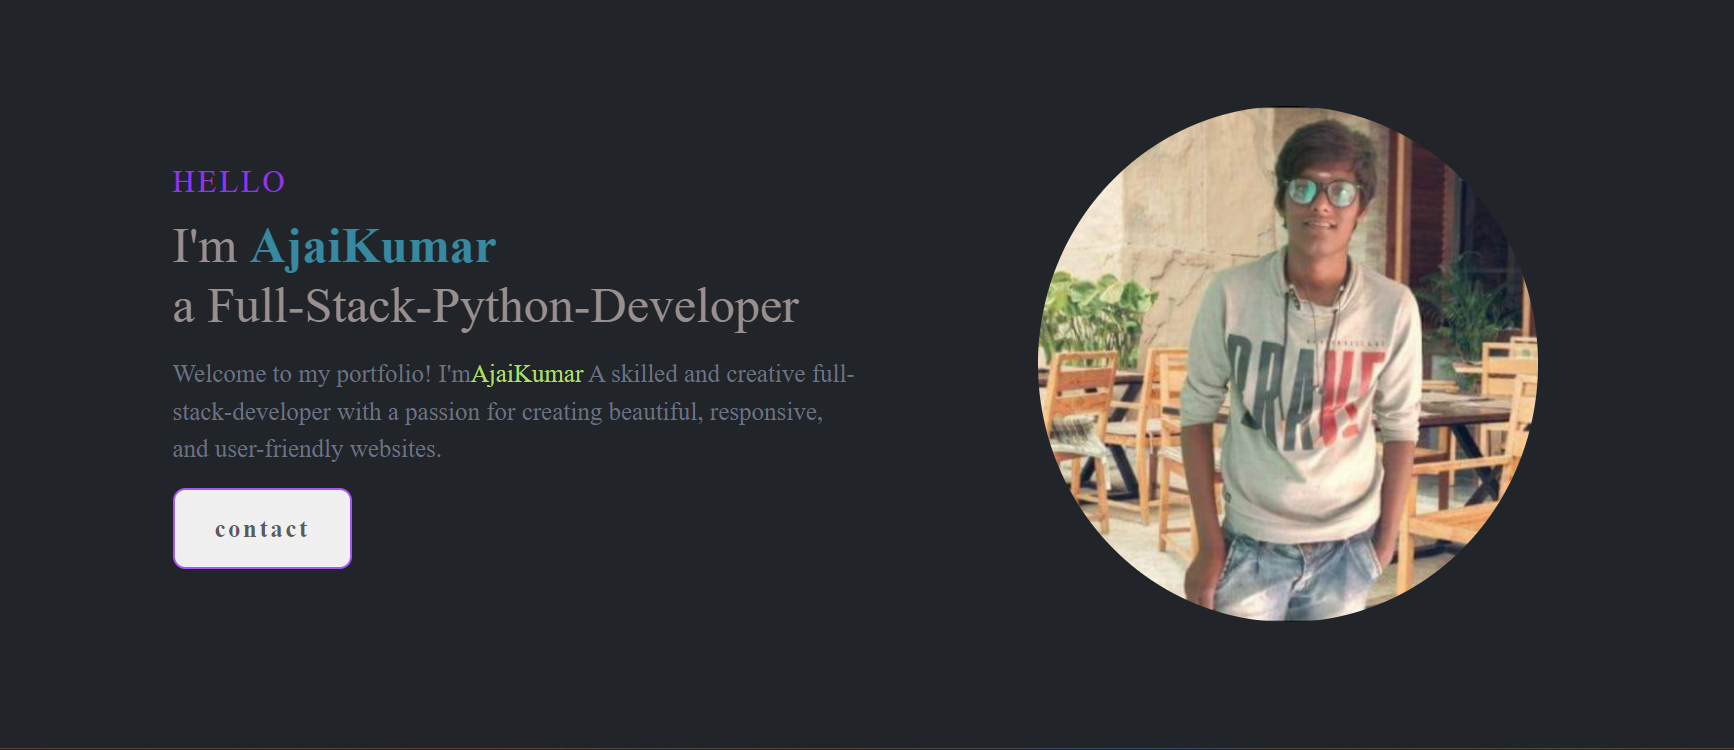 HELLO
I'm AjaiKumar
a Full-Stack-Python-Developer
Welcome to my portfolio! I'mAjaiKumar A skilled and creative full-
stack-developer with a passion for creating beautiful, responsive,
and user-friendly websites.
contact